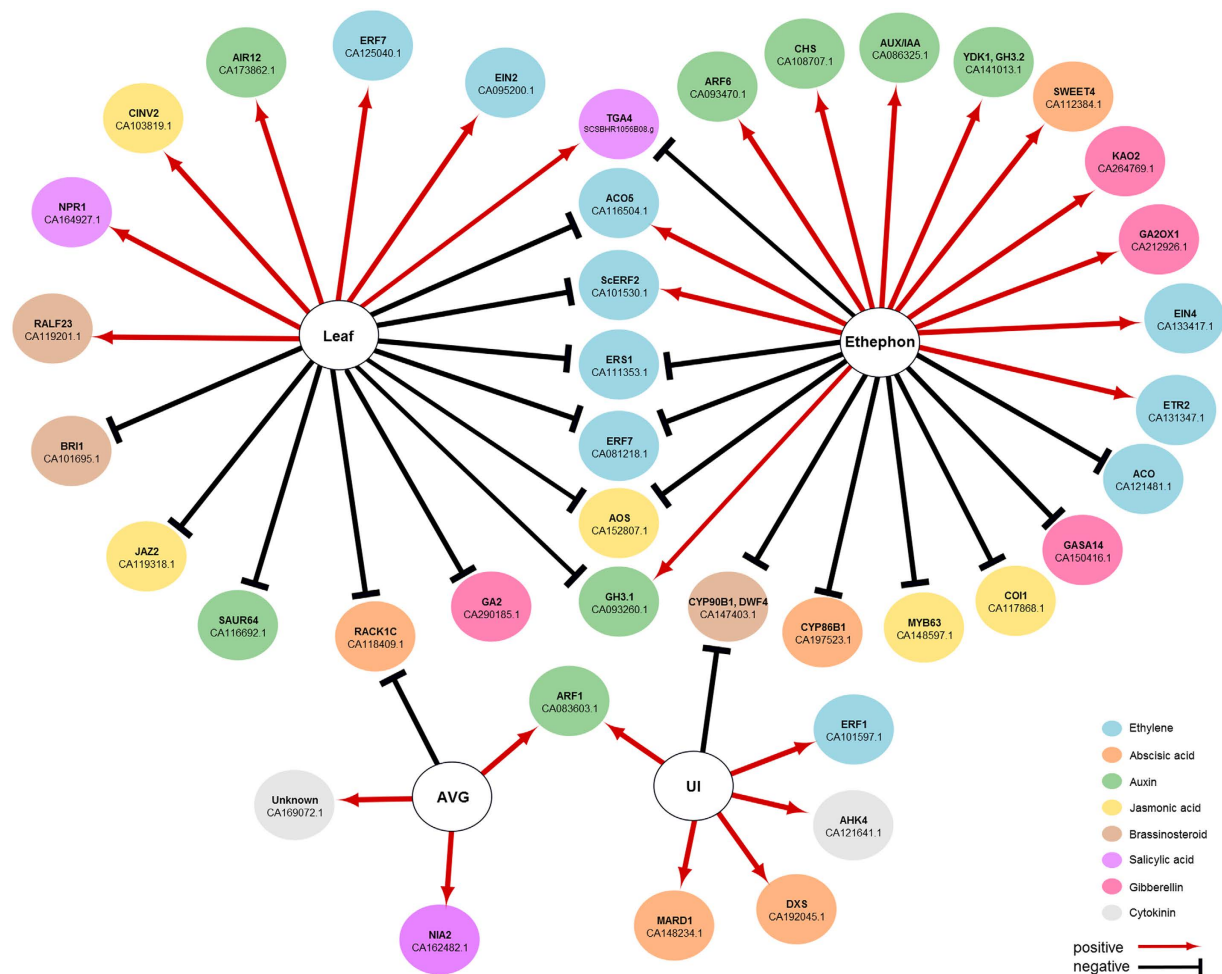 ERF7
CA125040.1
AIR12
CA173862.1
EIN2
CA095200.1
CINV2
CA103819.1
TGA4
SCSBHR1056B08.g
NPR1
CA164927.1
ACO5
CA116504.1
ScERF2
CA101530.1
RALF23
CA119201.1
Leaf
ERS1
CA111353.1
BRI1
CA101695.1
ERF7
CA081218.1
AOS
CA152807.1
JAZ2
CA119318.1
SAUR64
CA116692.1
RACK1C
CA118409.1
GA2
CA290185.1
GH3.1
CA093260.1
ARF6
CA093470.1
CHS
CA108707.1
AUX/IAA
CA086325.1
YDK1, GH3.2
CA141013.1
SWEET4
CA112384.1
KAO2
CA264769.1
GA2OX1
CA212926.1
EIN4
CA133417.1
Ethephon
ETR2
CA131347.1
ACO
CA121481.1
GASA14
CA150416.1
COI1
CA117868.1
MYB63
CA148597.1
CYP86B1
CA197523.1
CYP90B1, DWF4
CA147403.1
ARF1
CA083603.1
ERF1
CA101597.1
AVG
UI
Unknown
CA169072.1
AHK4
CA121641.1
NIA2
CA162482.1
MARD1
CA148234.1
DXS
CA192045.1
Ethylene
Abscisic acid
Auxin
Jasmonic acid
Brassinosteroid
Salicylic acid
Gibberellin
Cytokinin
positive
negative